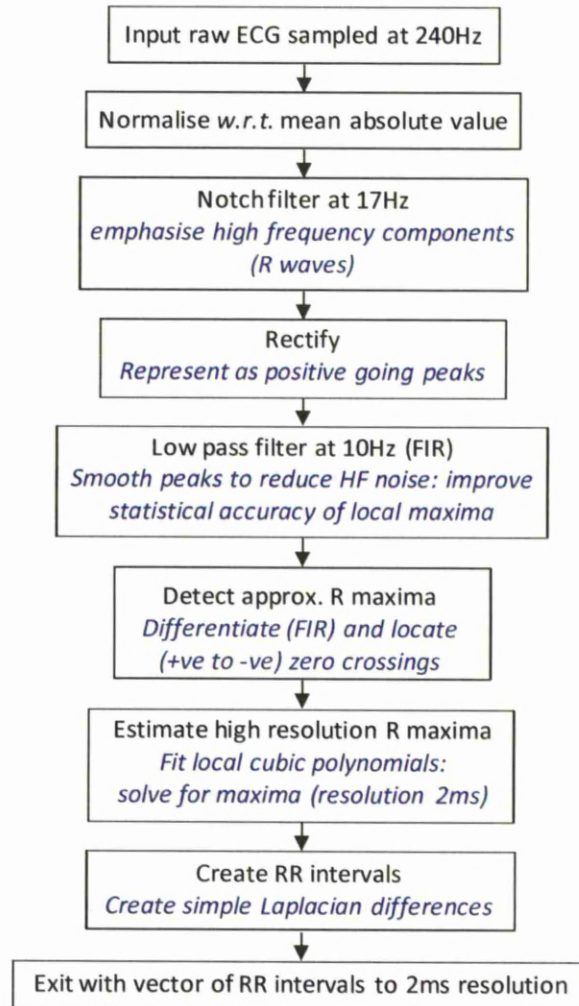 Input raw ECG sampled at 240Hz
Normalise w.r.t. mean absolute value
Notch filter at 17Hz
emphasise high frequency components
(R waves)
Rectify
Represent as positive going peaks
Low pass filter at 10Hz (FIR)
Smooth peaks to reduce HF noise: improve
statistical accuracy of local maxima
Detect approx. R maxima
Differentiate (FIR) and locate
(+ve to -ve) zero crossings
Estimate high resolution R maxima
Fit local cubic polynomials:
solve for maxima (resolution 2ms)
Create RR intervals
Create simple Laplacian differences
Exit with vector of RR intervals to 2ms resolution